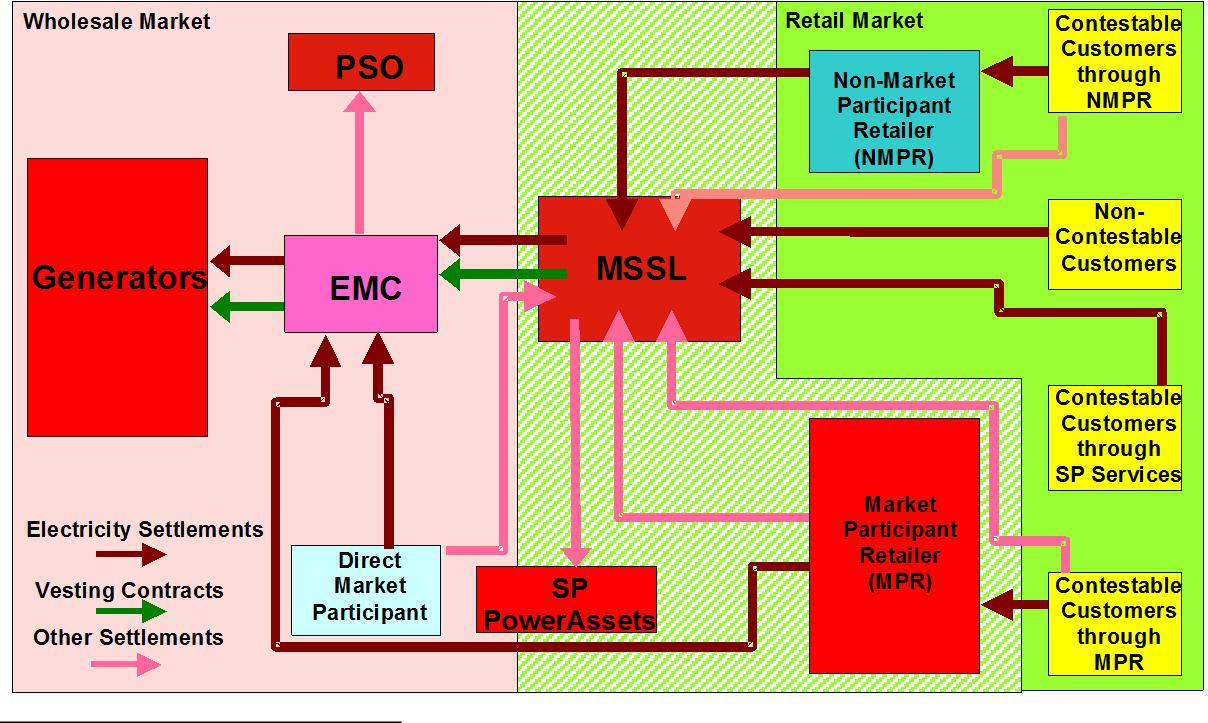 Wholesale Market
Retail Market
PSO
Generators
EMC
MSSL
Non-Market
Participant
Retailer
(NMPR)
Contestable
Customers
through
NMPR
Non-
Contestable
Customers
Contestable
Customers
through
SP Services
Market
Participant
Retailer
(MPR)
Contestable
Customers
through
MPR
Direct
Market
Participant
SP
PowerAssets
Electricity Settlements
Vesting Contracts
Other Settlements